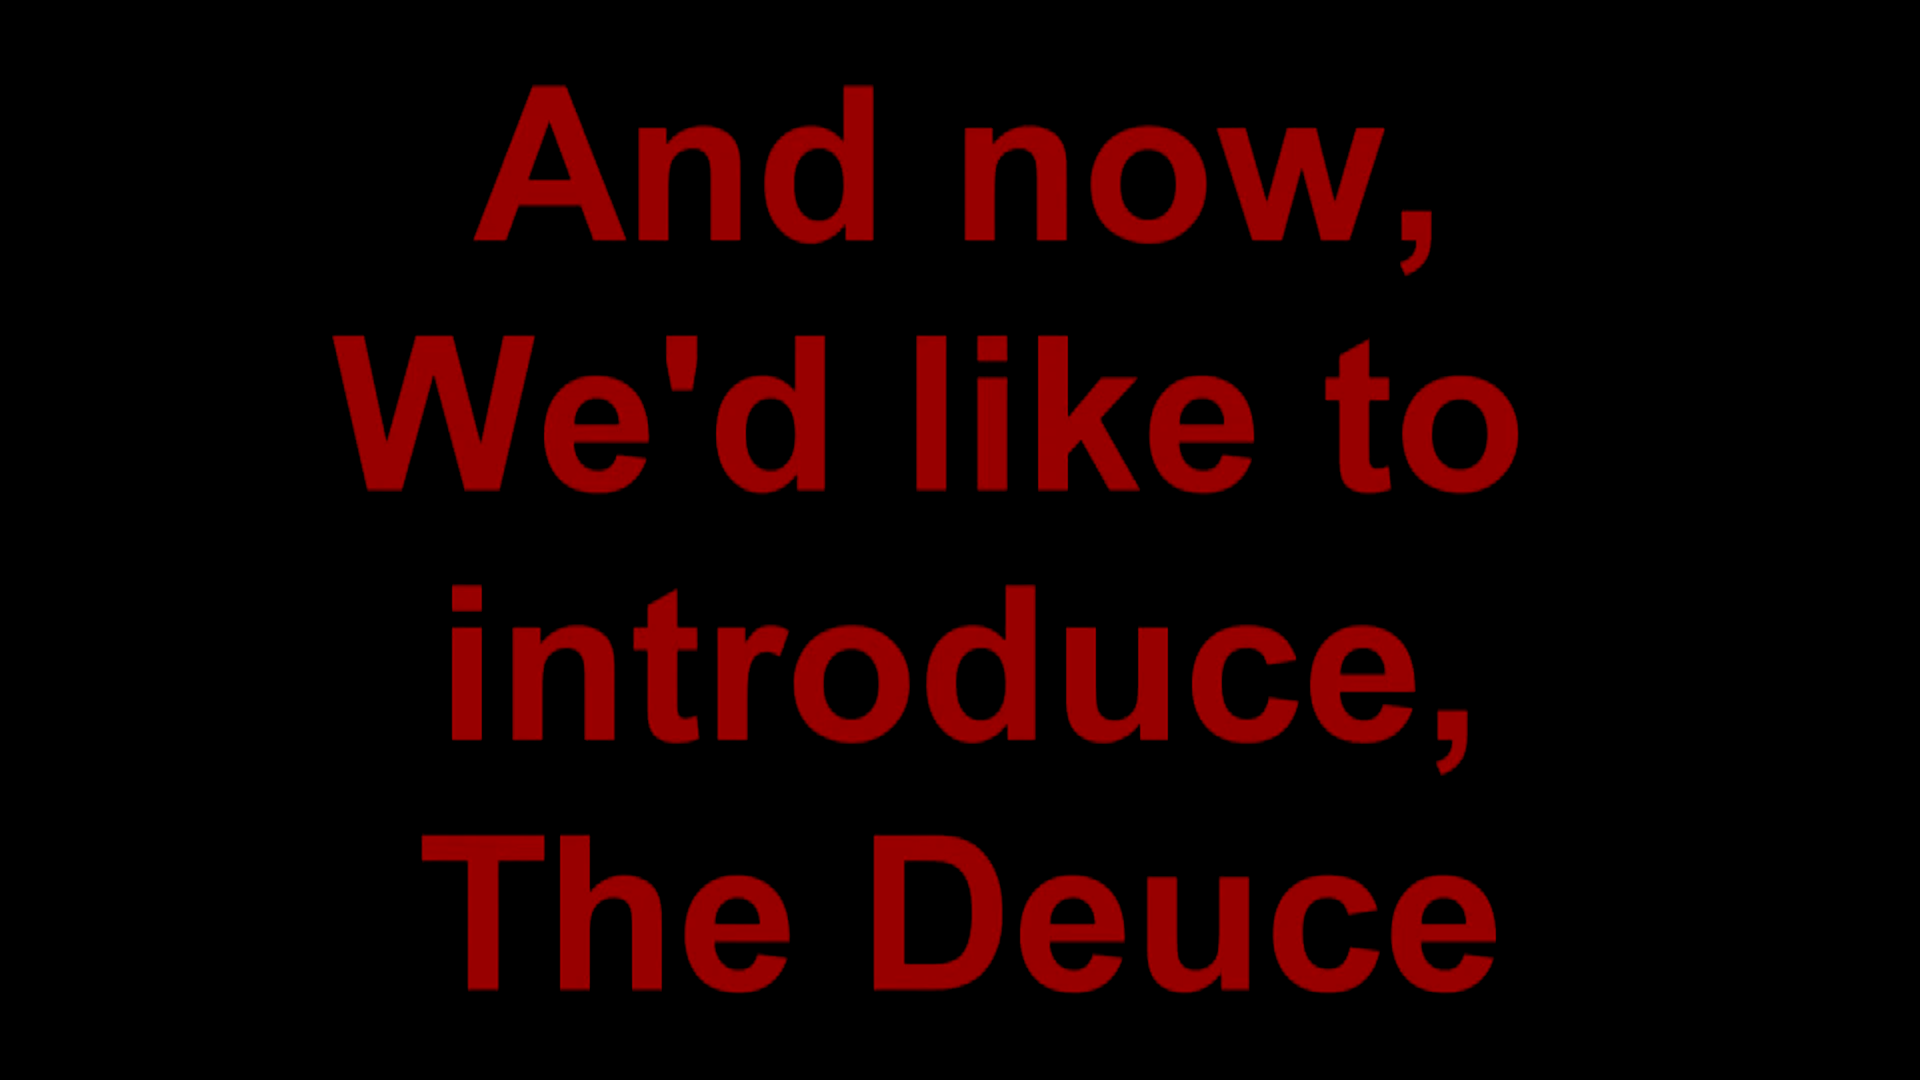 And now,
We'd like to
introduce,
The Deuce